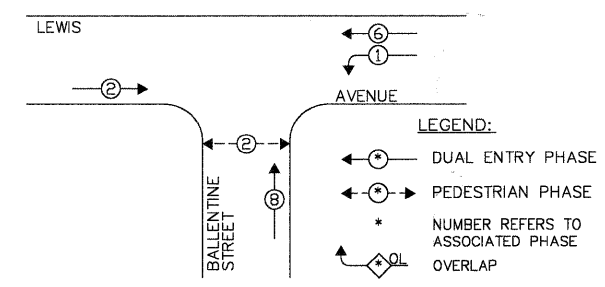 LEWIS
6
1
2
AVENUE
2
8
BALLENTINE
STREET
LEGEND:
* DUAL ENTRY PHASE
* PEDESTRIAN PHASE
* NUMBER REFERS TO
ASSOCIATED PHASE
* OL OVERLAP